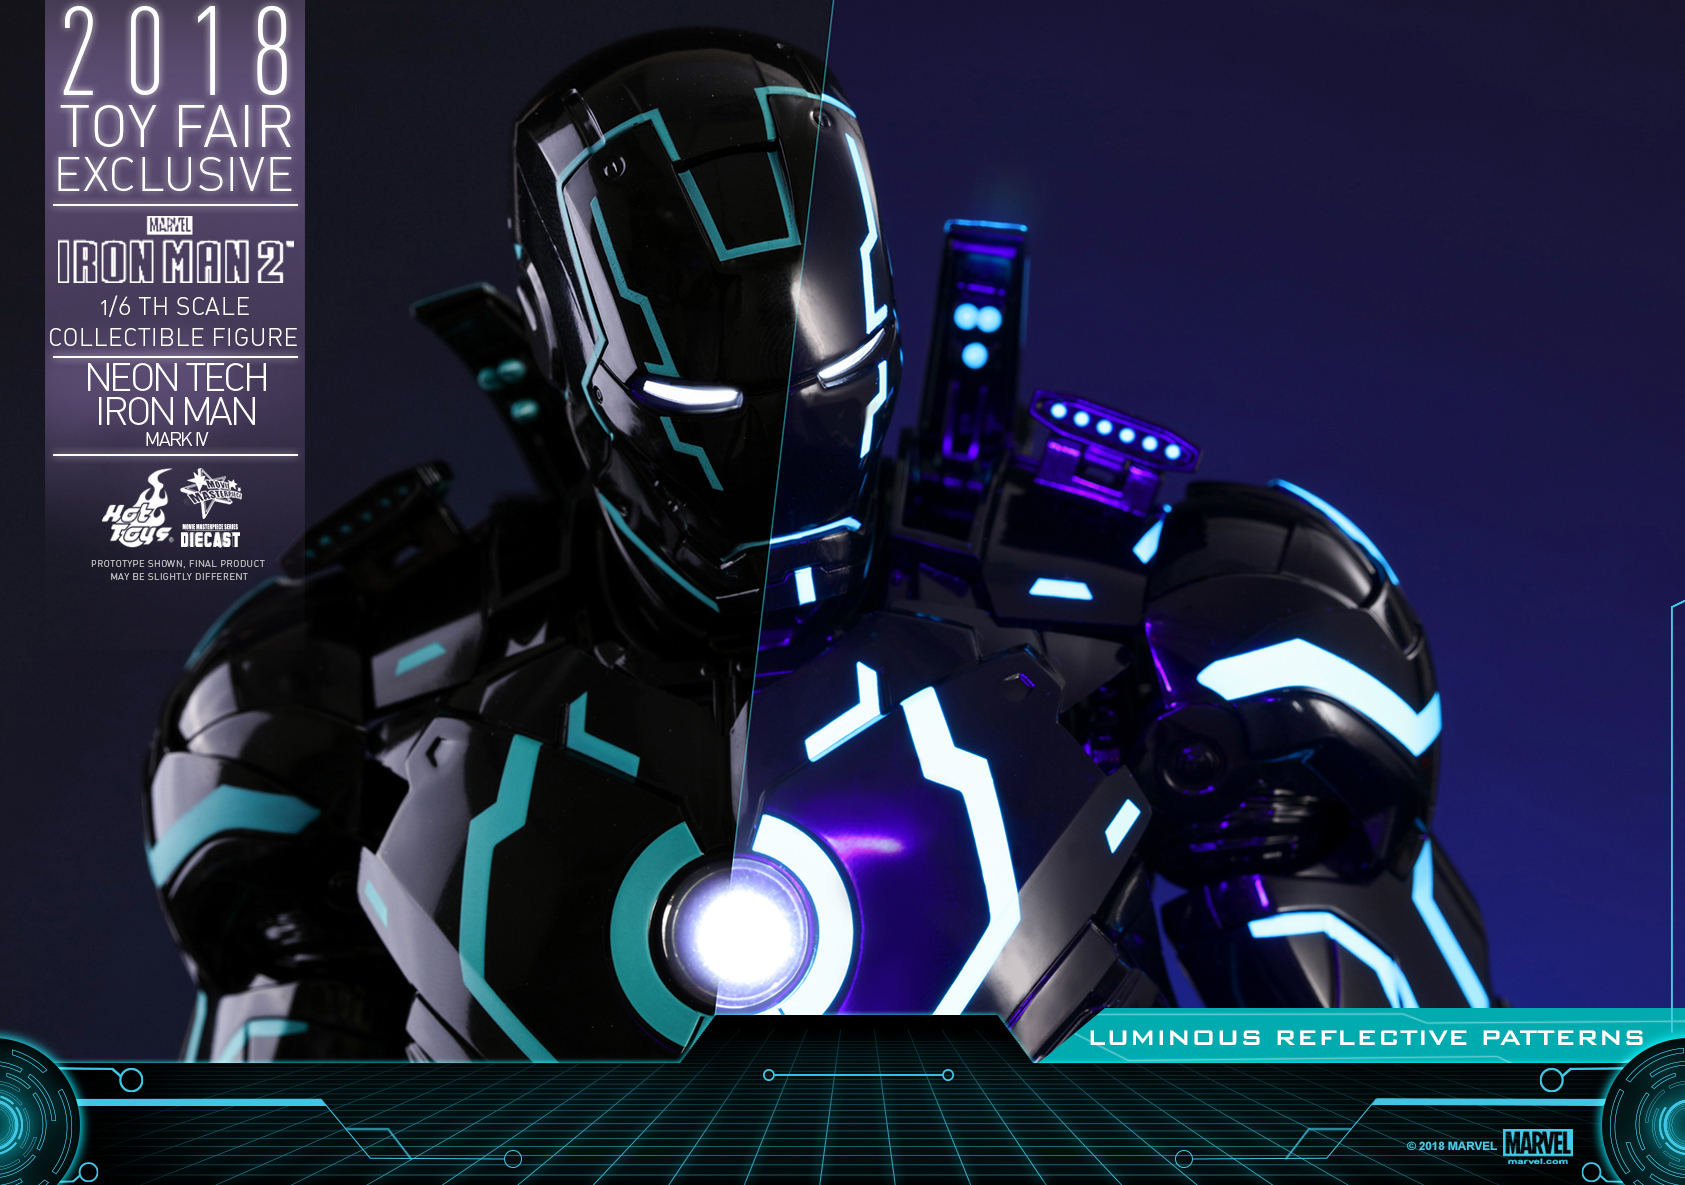 2018
TOY FAIR
EXCLUSIVE
MARVEL
IRON MAN 2™
1/6 TH SCALE
COLLECTIBLE FIGURE
NEON TECH
IRON MAN
MARK IV
Hot Toys®
MOVIE MASTERPIECE
MOVIE MASTERPIECE SERIES
DIECAST
PROTOTYPE SHOWN, FINAL PRODUCT
MAY BE SLIGHTLY DIFFERENT
LUMINOUS REFLECTIVE PATTERNS
© 2018 MARVEL
MARVEL
marvel.com